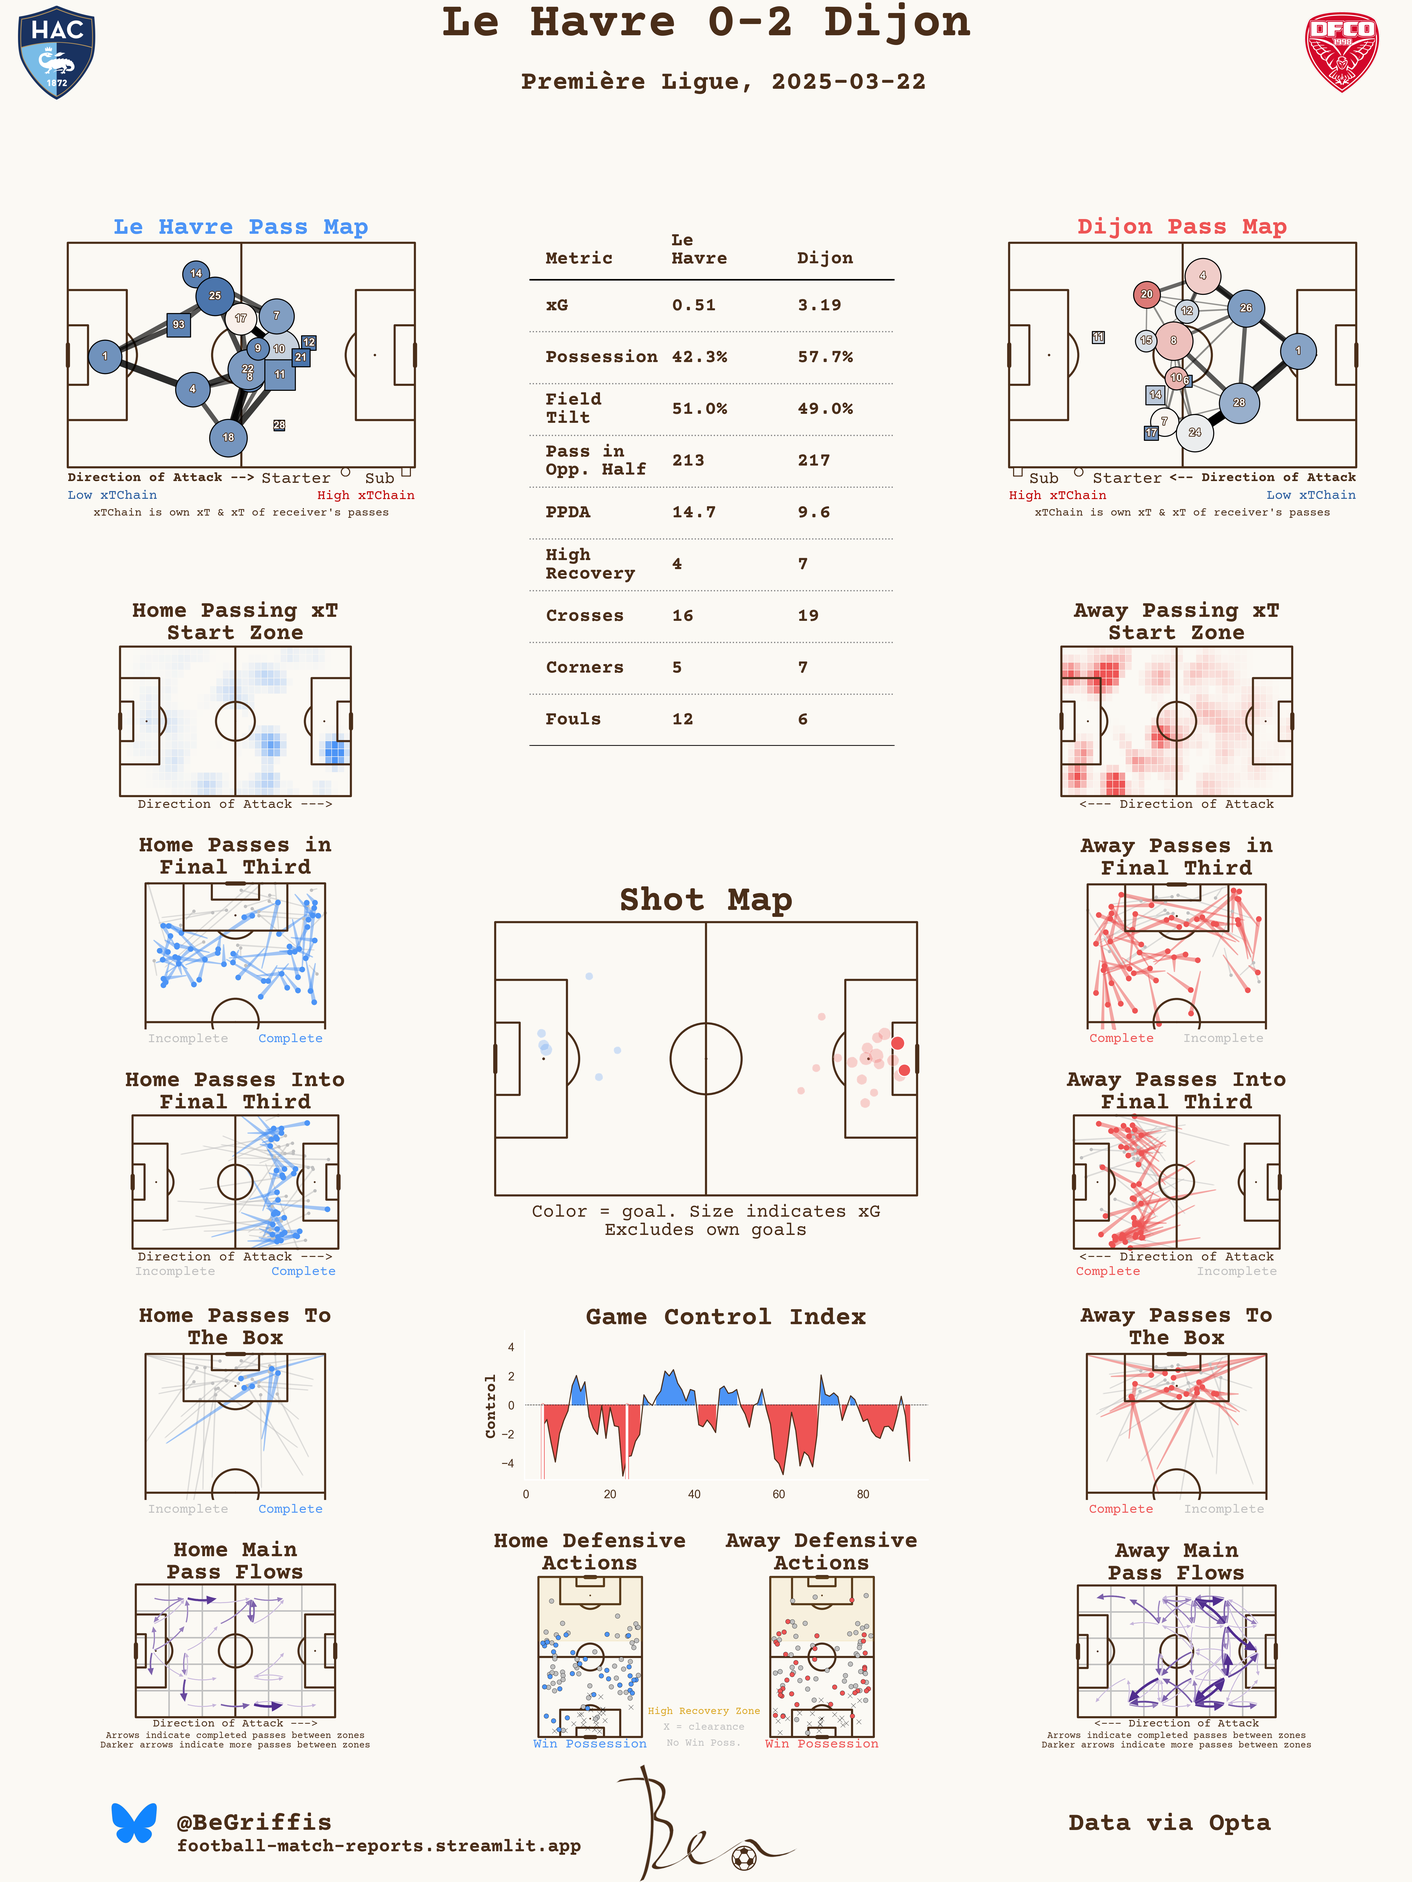 Le Havre 0-2 Dijon
Première Ligue, 2025-03-22
HAC
1872
DFCO
1998
Le Havre Pass Map
14
25
17
7
93
1
9
10
12
21
22
8
11
4
18
28
Direction of Attack --> Starter Sub
Low xTChain High xTChain
xTChain is own xT & xT of receiver's passes
Metric Le Havre Dijon
xG 0.51 3.19
Possession 42.3% 57.7%
Field Tilt 51.0% 49.0%
Pass in Opp. Half 213 217
PPDA 14.7 9.6
High Recovery 4 7
Crosses 16 19
Corners 5 7
Fouls 12 6
Dijon Pass Map
4
20
12
26
11
15
8
1
10
6
14
28
7
17
24
Sub Starter <-- Direction of Attack
High xTChain Low xTChain
xTChain is own xT & xT of receiver's passes
Home Passing xT
Start Zone
Direction of Attack --->
Away Passing xT
Start Zone
<--- Direction of Attack
Home Passes in
Final Third
Incomplete Complete
Away Passes in
Final Third
Complete Incomplete
Shot Map
Color = goal. Size indicates xG
Excludes own goals
Home Passes Into
Final Third
Direction of Attack --->
Incomplete Complete
Away Passes Into
Final Third
<--- Direction of Attack
Complete Incomplete
Home Passes To
The Box
Incomplete Complete
Game Control Index
Control
4
2
0
−2
−4
0 20 40 60 80
Away Passes To
The Box
Complete Incomplete
Home Main
Pass Flows
Direction of Attack --->
Arrows indicate completed passes between zones
Darker arrows indicate more passes between zones
Home Defensive
Actions
Win Possession
High Recovery Zone
X = clearance
No Win Poss.
Away Defensive
Actions
Win Possession
Away Main
Pass Flows
<--- Direction of Attack
Arrows indicate completed passes between zones
Darker arrows indicate more passes between zones
@BeGriffis
football-match-reports.streamlit.app
Ben
Data via Opta